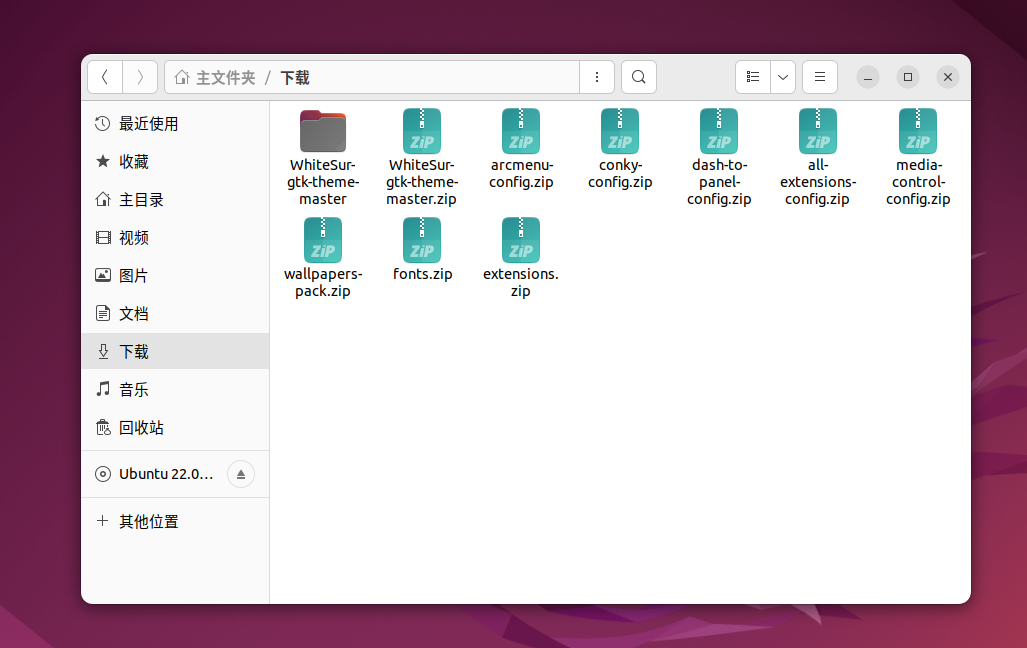 主文件夹 / 下载
最近使用
收藏
主目录
视频
图片
文档
下载
音乐
回收站
Ubuntu 22.0...
其他位置
ZiP
ZiP
ZiP
ZiP
ZiP
ZiP
WhiteSur-
gtk-theme-
master
WhiteSur-
gtk-theme-
master.zip
arcmenu-
config.zip
conky-
config.zip
dash-to-
panel-
config.zip
all-
extensions-
config.zip
media-
control-
config.zip
ZiP
ZiP
ZiP
wallpapers-
pack.zip
fonts.zip
extensions.
zip